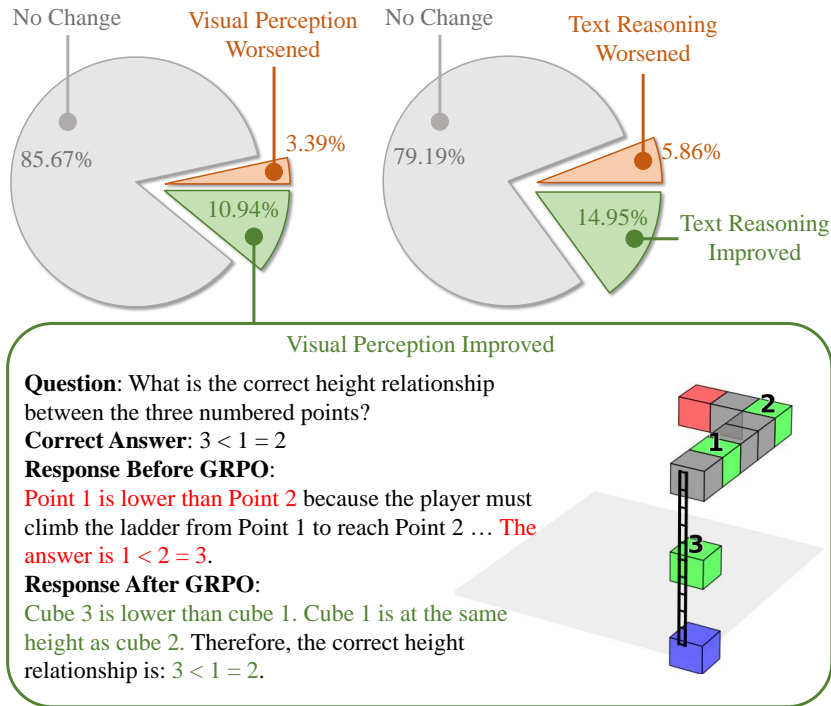 No Change
Visual Perception
Worsened
85.67%
3.39%
10.94%
No Change
Text Reasoning
Worsened
79.19%
5.86%
14.95%
Text Reasoning
Improved
Visual Perception Improved
Question: What is the correct height relationship
between the three numbered points?
Correct Answer: 3 < 1 = 2
Response Before GRPO:
Point 1 is lower than Point 2 because the player must
climb the ladder from Point 1 to reach Point 2 … The
answer is 1 < 2 = 3.
Response After GRPO:
Cube 3 is lower than cube 1. Cube 1 is at the same
height as cube 2. Therefore, the correct height
relationship is: 3 < 1 = 2.
2
1
3